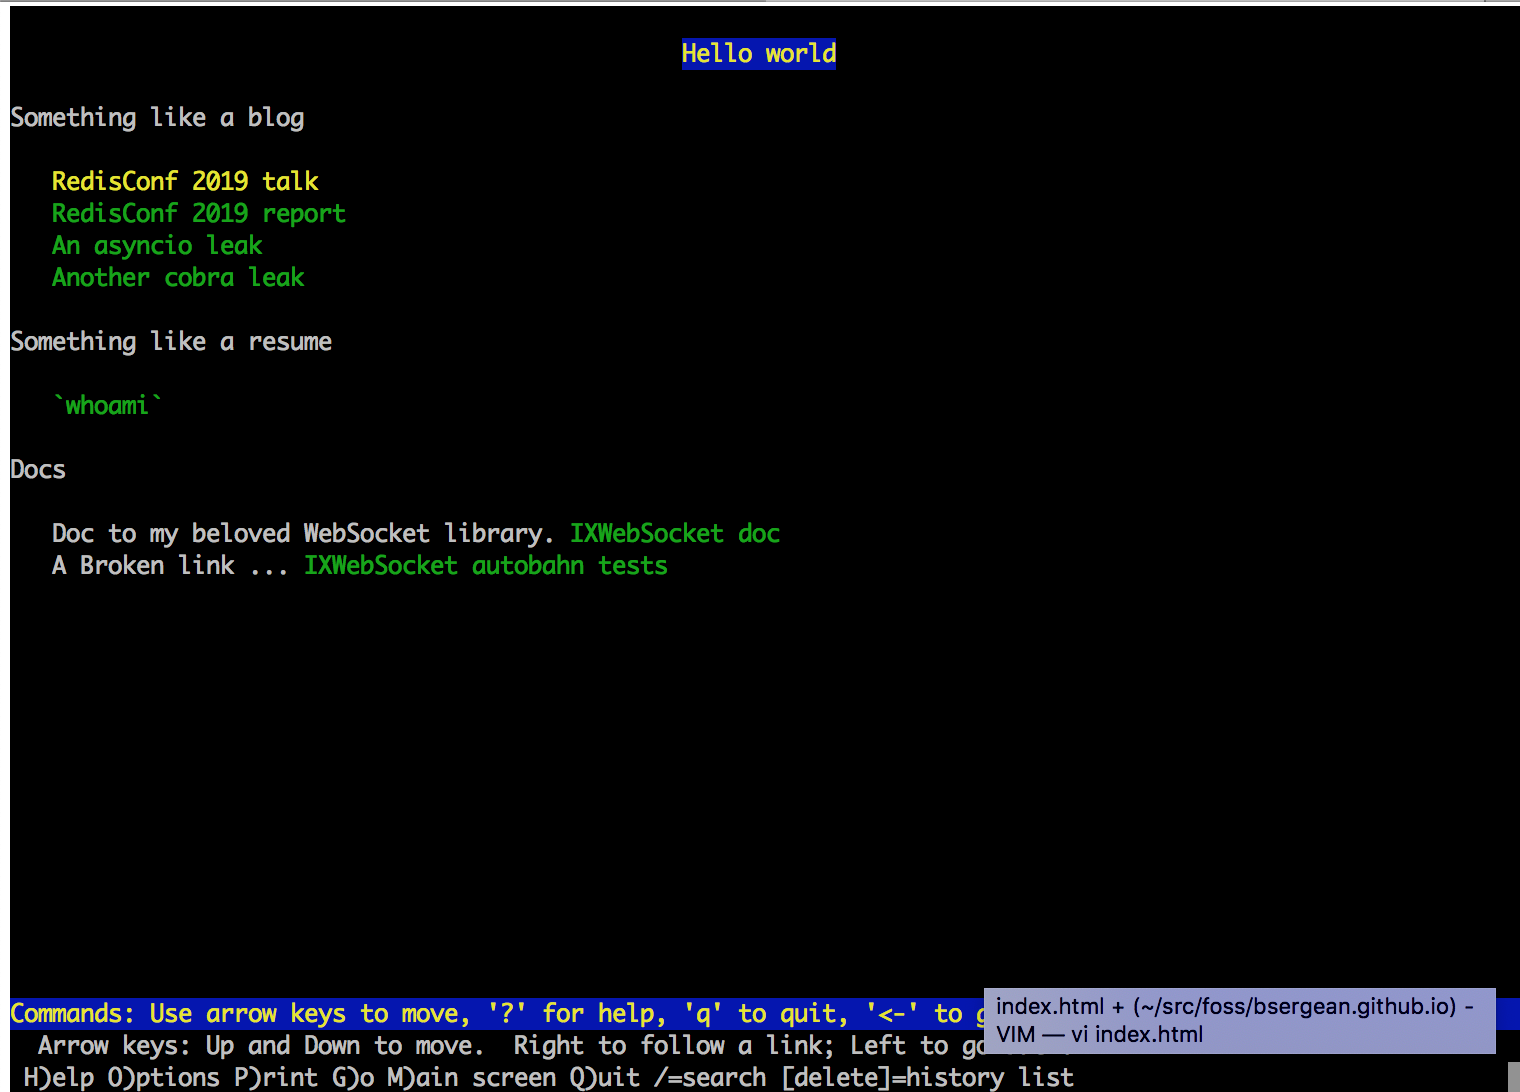 Hello world
Something like a blog
RedisConf 2019 talk
RedisConf 2019 report
An asyncio leak
Another cobra leak
Something like a resume
`whoami`
Docs
Doc to my beloved WebSocket library. IXWebSocket doc
A Broken link ... IXWebSocket autobahn tests
Commands: Use arrow keys to move, '?' for help, 'q' to quit, '<-' to
index.html + (~/src/foss/bsergean.github.io) -
VIM — vi index.html
Arrow keys: Up and Down to move. Right to follow a link; Left to go
H)elp O)ptions P)rint G)o M)ain screen Q)uit /=search [delete]=history list